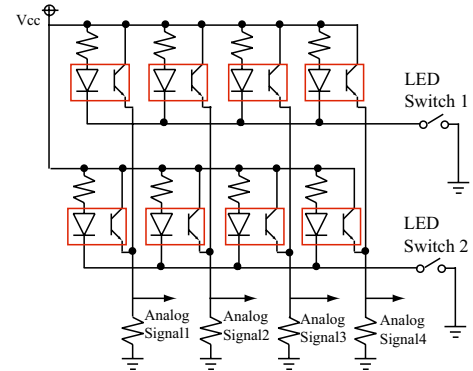 Vcc
LED
Switch 1
LED
Switch 2
Analog
Signal1
Analog
Signal2
Analog
Signal3
Analog
Signal4